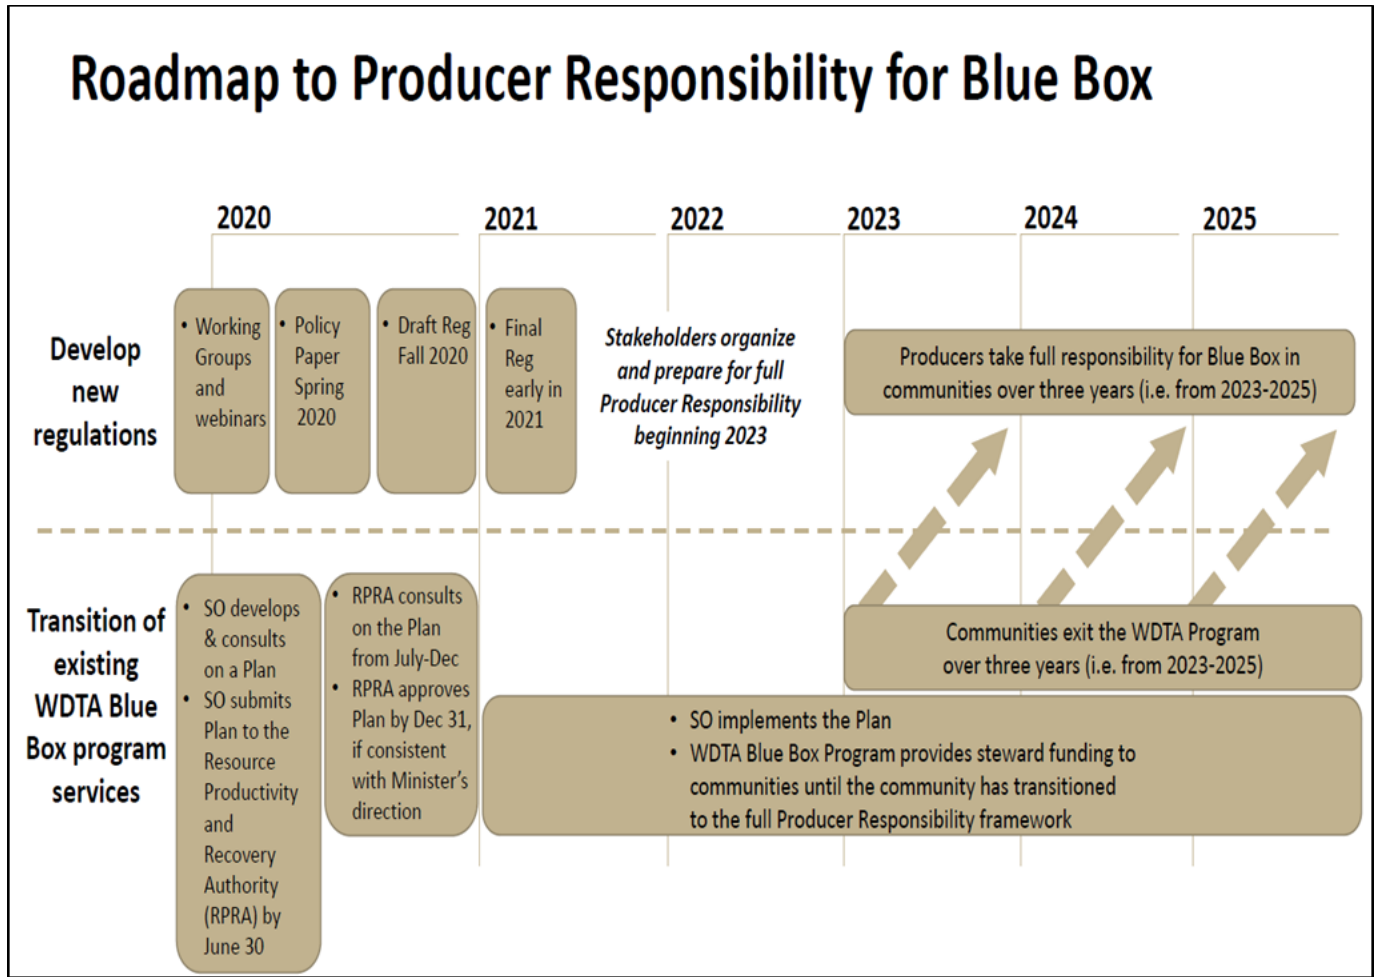 Roadmap to Producer Responsibility for Blue Box
2020
2021
2022
2023
2024
2025
Develop
new
regulations
• Working
Groups
and
webinars
• Policy
Paper
Spring
2020
• Draft Reg
Fall 2020
• Final
Reg
early in
2021
Stakeholders organize
and prepare for full
Producer Responsibility
beginning 2023
Producers take full responsibility for Blue Box in
communities over three years (i.e. from 2023-2025)
Transition of
existing
WDTA Blue
Box program
services
• SO develops
& consults
on a Plan
• SO submits
Plan to the
Resource
Productivity
and
Recovery
Authority
(RPRA) by
June 30
• RPRA consults
on the Plan
from July-Dec
• RPRA approves
Plan by Dec 31,
if consistent
with Minister's
direction
Communities exit the WDTA Program
over three years (i.e. from 2023-2025)
• SO implements the Plan
• WDTA Blue Box Program provides steward funding to
communities until the community has transitioned
to the full Producer Responsibility framework